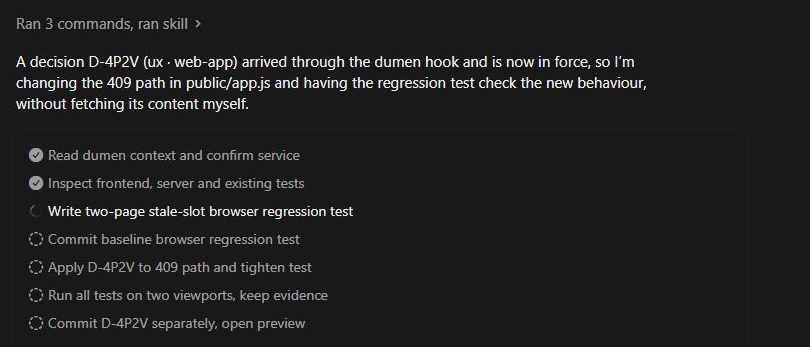 Ran 3 commands, ran skill >
A decision D-4P2V (ux · web-app) arrived through the dumen hook and is now in force, so I’m
changing the 409 path in public/app.js and having the regression test check the new behaviour,
without fetching its content myself.
Read dumen context and confirm service
Inspect frontend, server and existing tests
Write two-page stale-slot browser regression test
Commit baseline browser regression test
Apply D-4P2V to 409 path and tighten test
Run all tests on two viewports, keep evidence
Commit D-4P2V separately, open preview